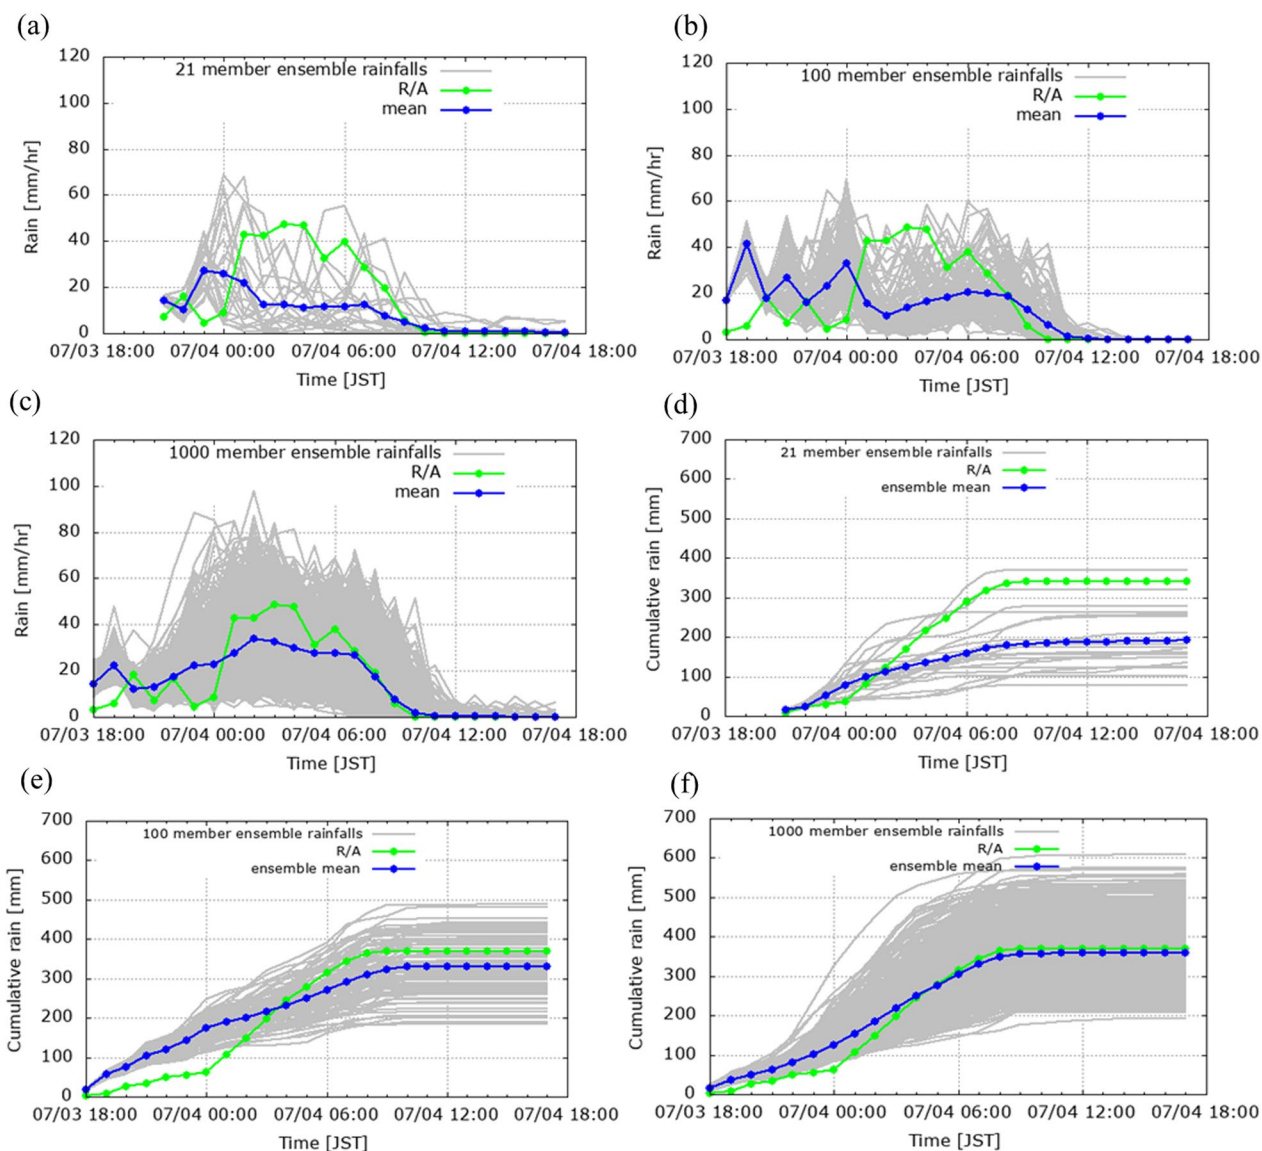 (a)
120
100
80
60
40
20
0
Rain [mm/hr]
21 member ensemble rainfalls
R/A
mean
07/03 18:00 07/04 00:00 07/04 06:00 07/04 12:00 07/04 18:00
Time [JST]
(b)
120
100
80
60
40
20
0
Rain [mm/hr]
100 member ensemble rainfalls
R/A
mean
07/03 18:00 07/04 00:00 07/04 06:00 07/04 12:00 07/04 18:00
Time [JST]
(c)
120
100
80
60
40
20
0
Rain [mm/hr]
1000 member ensemble rainfalls
R/A
mean
07/03 18:00 07/04 00:00 07/04 06:00 07/04 12:00 07/04 18:00
Time [JST]
(d)
700
600
500
400
300
200
100
0
Cumulative rain [mm]
21 member ensemble rainfalls
R/A
ensemble mean
07/03 18:00 07/04 00:00 07/04 06:00 07/04 12:00 07/04 18:00
Time [JST]
(e)
700
600
500
400
300
200
100
0
Cumulative rain [mm]
100 member ensemble rainfalls
R/A
ensemble mean
07/03 18:00 07/04 00:00 07/04 06:00 07/04 12:00 07/04 18:00
Time [JST]
(f)
700
600
500
400
300
200
100
0
Cumulative rain [mm]
1000 member ensemble rainfalls
R/A
ensemble mean
07/03 18:00 07/04 00:00 07/04 06:00 07/04 12:00 07/04 18:00
Time [JST]